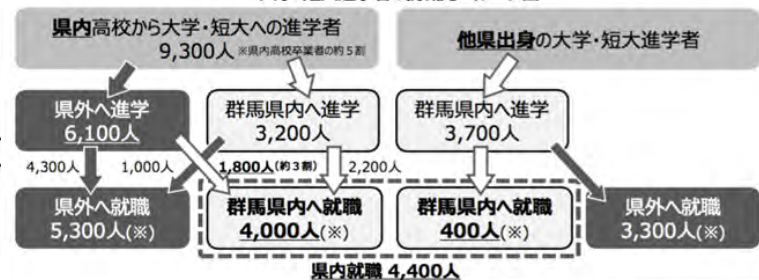 県内高校から大学・短大への進学者
9,300人 ※県内高校卒業者の約5割
他県出身の大学・短大進学者
県外へ進学
6,100人
群馬県内へ進学
3,200人
群馬県内へ進学
3,700人
4,300人
1,000人
1,800人(約3割)
2,200人
県外へ就職
5,300人(※)
群馬県内へ就職
4,000人(※)
群馬県内へ就職
400人(※)
県外へ就職
3,300人(※)
県内就職 4,400人